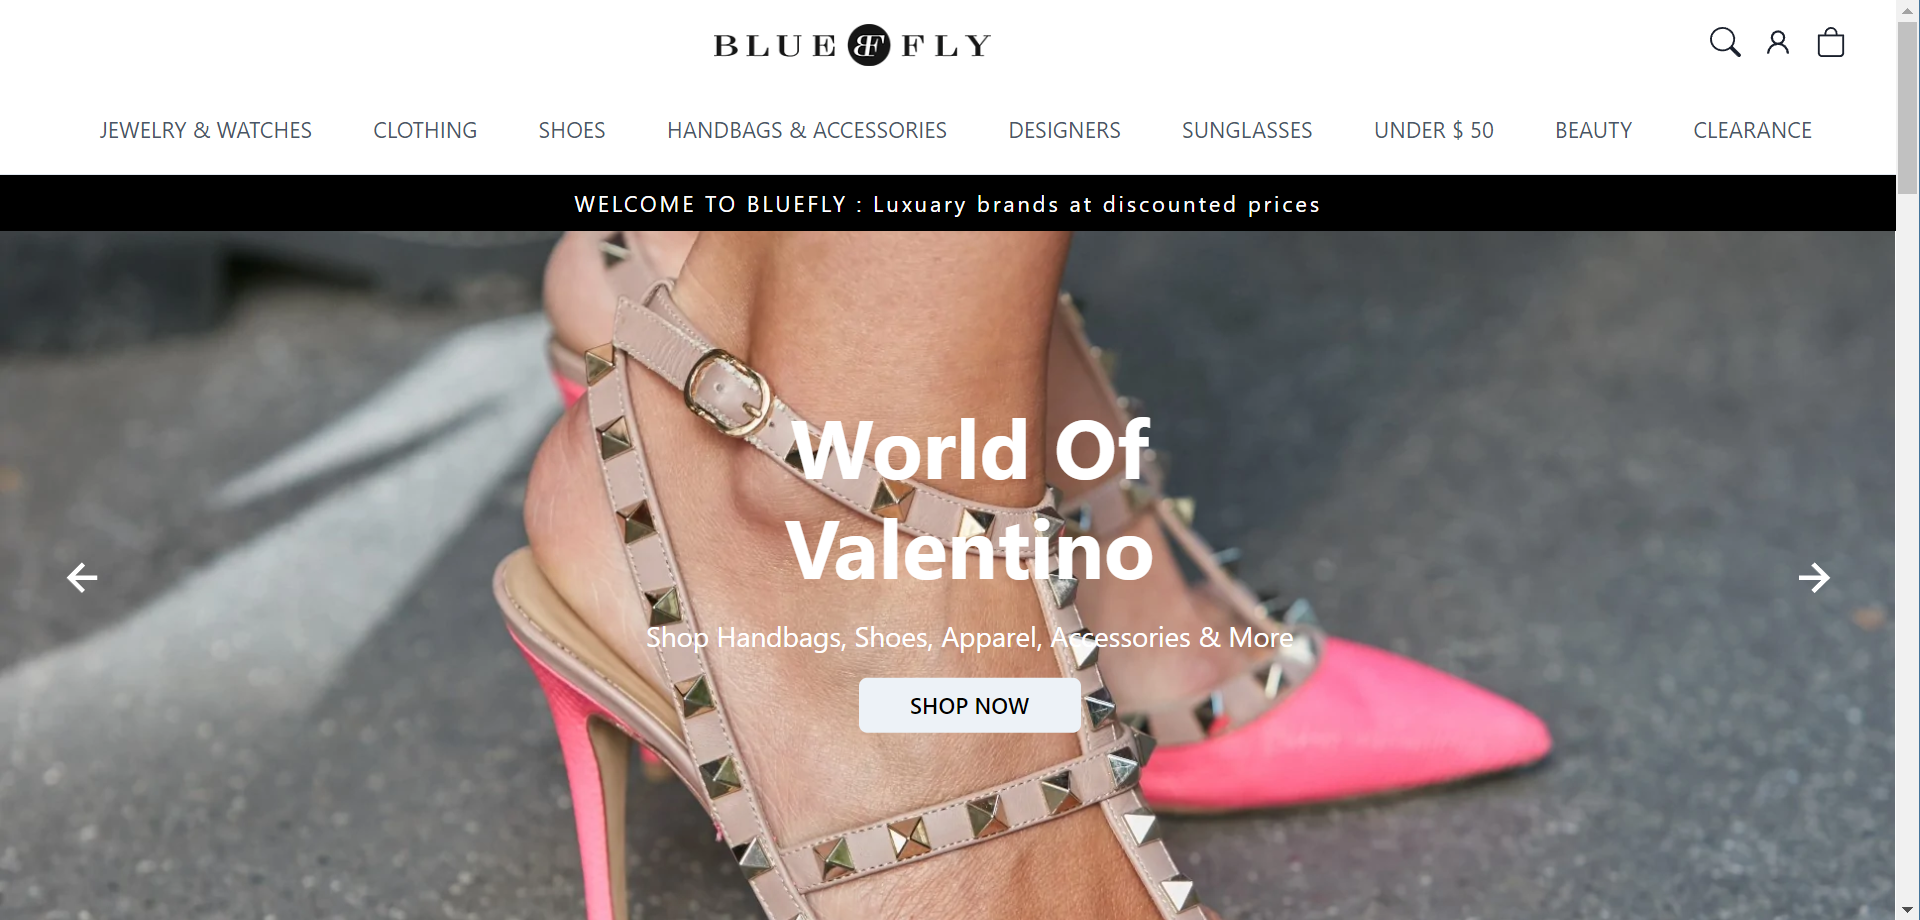 BLUE BF FLY
JEWELRY & WATCHES CLOTHING SHOES HANDBAGS & ACCESSORIES DESIGNERS SUNGLASSES UNDER $ 50 BEAUTY CLEARANCE
WELCOME TO BLUEFLY : Luxuary brands at discounted prices
World Of
Valentino
Shop Handbags, Shoes, Apparel, Accessories & More
SHOP NOW